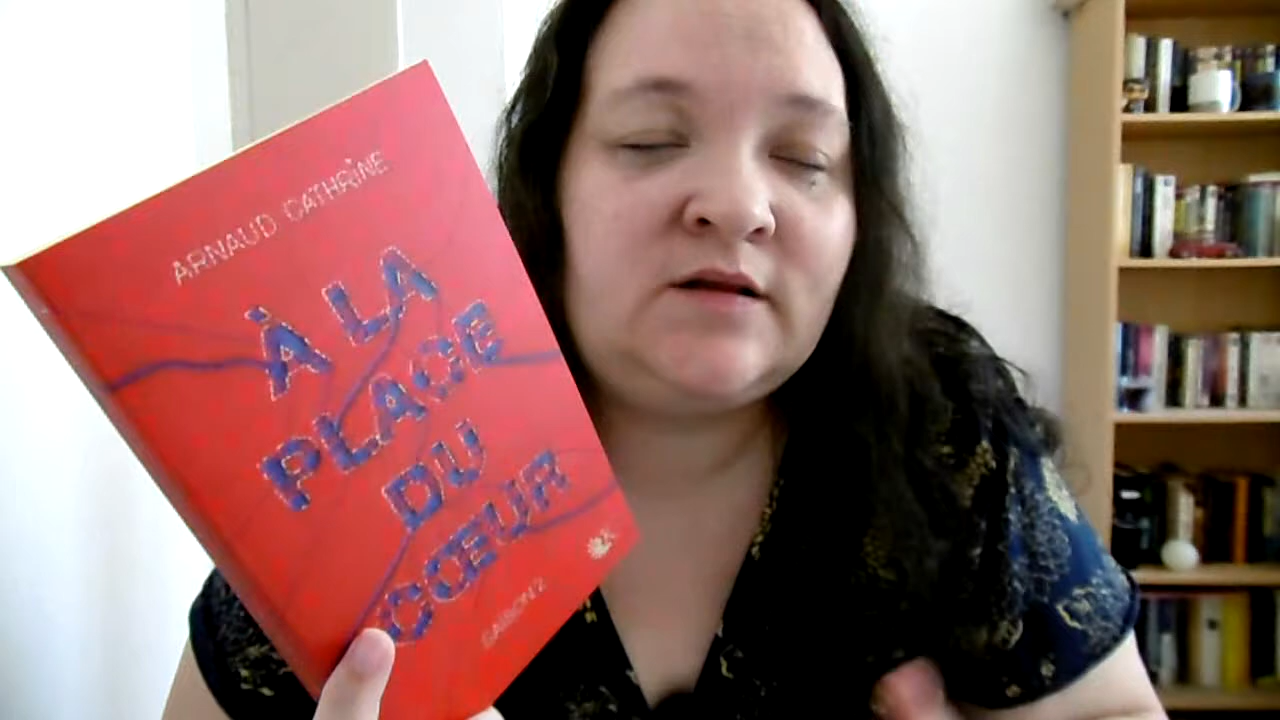 ARNAUD CATHRINE
À LA
PLACE
DU
CŒUR
SAISON 2